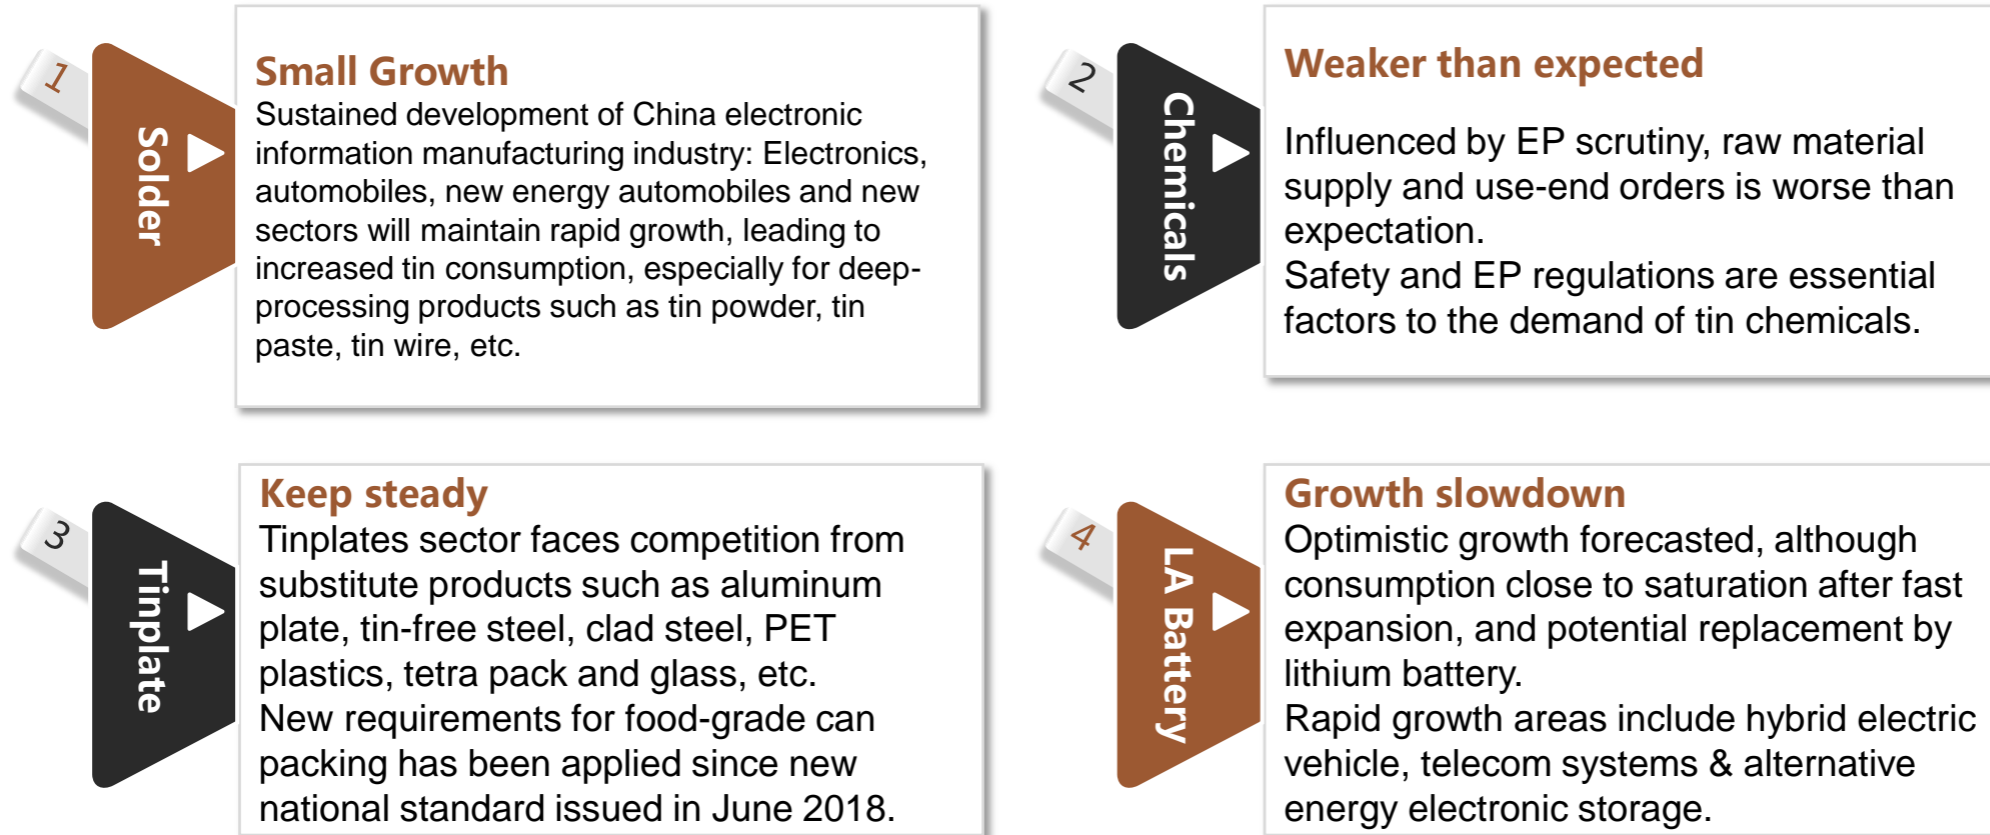 1
Solder
Small Growth
Sustained development of China electronic
information manufacturing industry: Electronics,
automobiles, new energy automobiles and new
sectors will maintain rapid growth, leading to
increased tin consumption, especially for deep-
processing products such as tin powder, tin
paste, tin wire, etc.
2
Chemicals
Weaker than expected
Influenced by EP scrutiny, raw material
supply and use-end orders is worse than
expectation.
Safety and EP regulations are essential
factors to the demand of tin chemicals.
3
Tinplate
Keep steady
Tinplates sector faces competition from
substitute products such as aluminum
plate, tin-free steel, clad steel, PET
plastics, tetra pack and glass, etc.
New requirements for food-grade can
packing has been applied since new
national standard issued in June 2018.
4
LA Battery
Growth slowdown
Optimistic growth forecasted, although
consumption close to saturation after fast
expansion, and potential replacement by
lithium battery.
Rapid growth areas include hybrid electric
vehicle, telecom systems & alternative
energy electronic storage.